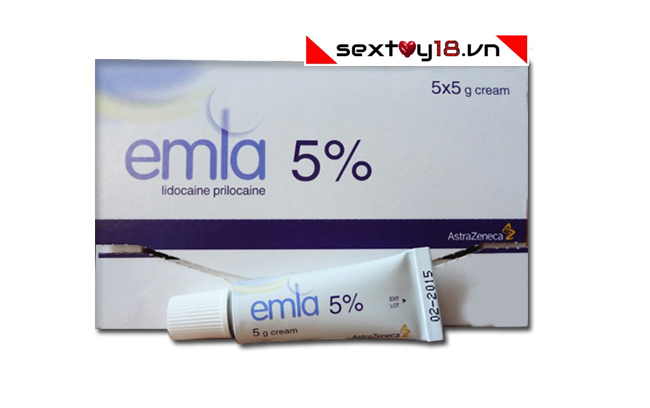 sextoy18.vn
5x5 g cream
emla 5%
lidocaine prilocaine
AstraZeneca
emla 5%
EXP.
LOT
02-2015
5 g cream
AstraZeneca